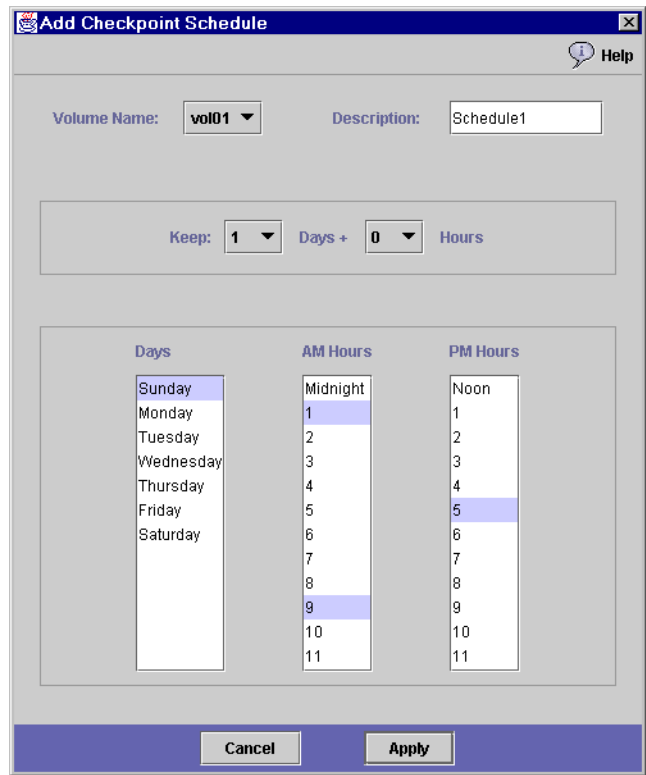 Add Checkpoint Schedule
Help
Volume Name: vol01 Description: Schedule1
Keep: 1 Days + 0 Hours
Days AM Hours PM Hours
Sunday Midnight Noon
Monday 1 1
Tuesday 2 2
Wednesday 3 3
Thursday 4 4
Friday 5 5
Saturday 6 6
7 7
8 8
9 9
10 10
11 11
Cancel Apply